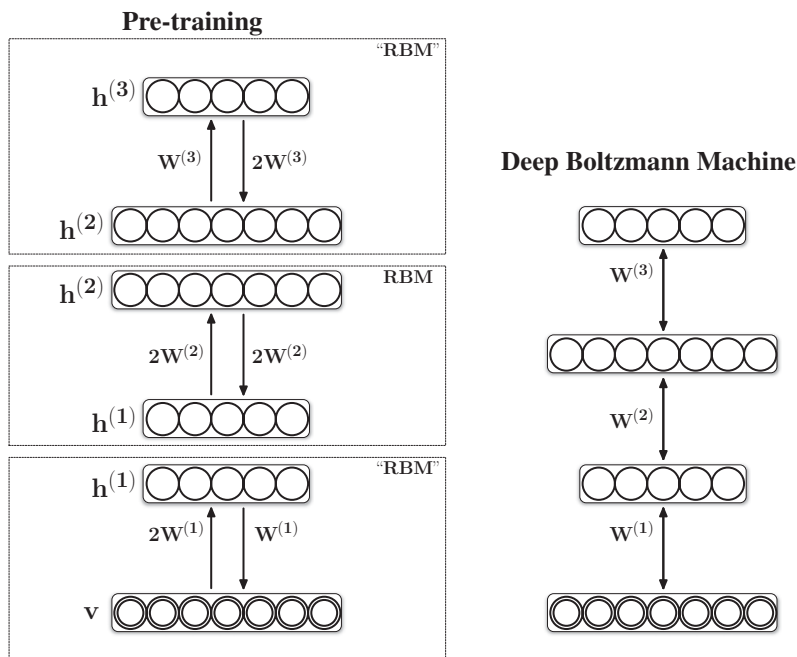 Pre-training
“RBM”
h(3)
W(3) 2W(3)
h(2)
RBM
h(2)
2W(2) 2W(2)
h(1)
“RBM”
h(1)
2W(1) W(1)
v
Deep Boltzmann Machine
W(3)
W(2)
W(1)